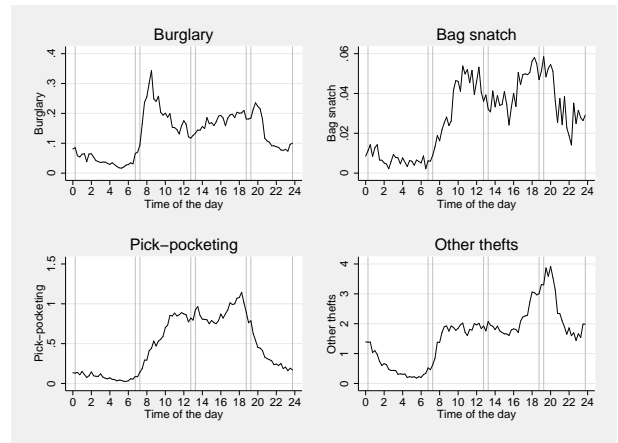 Burglary
Burglary
0 .1 .2 .3 .4
0 2 4 6 8 10 12 14 16 18 20 22 24
Time of the day
Bag snatch
Bag snatch
0 .02 .04 .06
0 2 4 6 8 10 12 14 16 18 20 22 24
Time of the day
Pick−pocketing
Pick−pocketing
0 .5 1 1.5
0 2 4 6 8 10 12 14 16 18 20 22 24
Time of the day
Other thefts
Other thefts
0 1 2 3 4
0 2 4 6 8 10 12 14 16 18 20 22 24
Time of the day